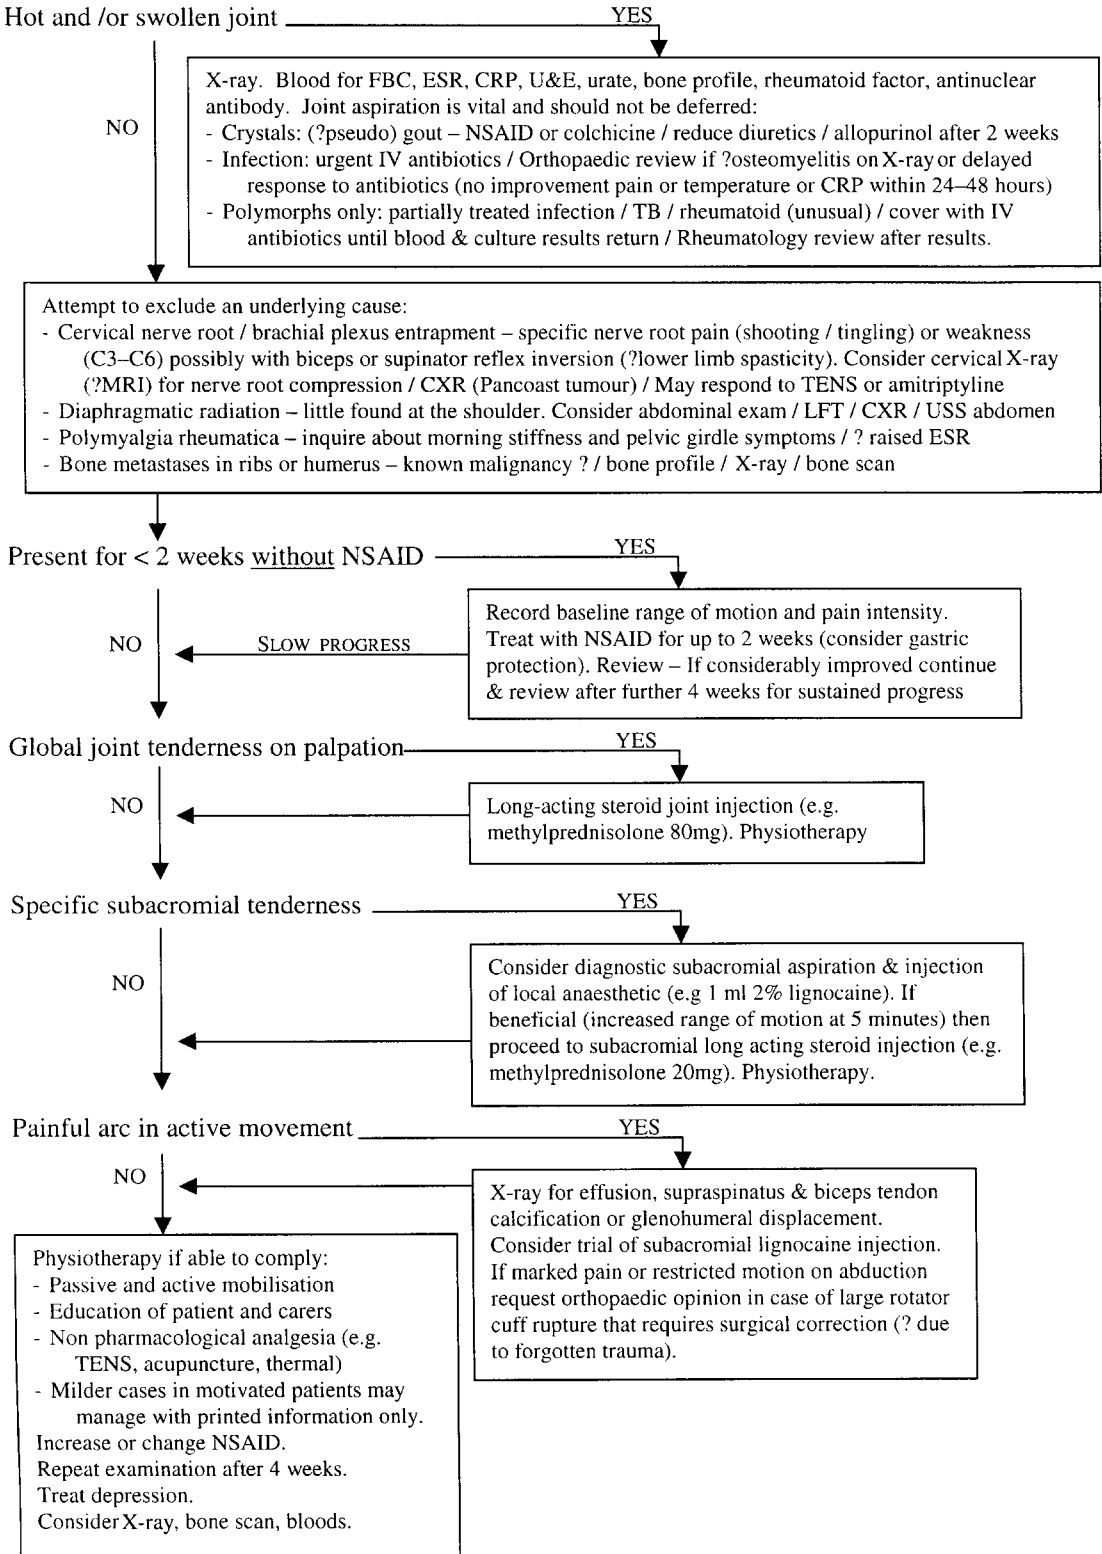 Hot and /or swollen joint
YES
X-ray. Blood for FBC, ESR, CRP, U&E, urate, bone profile, rheumatoid factor, antinuclear
antibody. Joint aspiration is vital and should not be deferred:
- Crystals: (?pseudo) gout – NSAID or colchicine / reduce diuretics / allopurinol after 2 weeks
- Infection: urgent IV antibiotics / Orthopaedic review if ?osteomyelitis on X-ray or delayed
response to antibiotics (no improvement pain or temperature or CRP within 24–48 hours)
- Polymorphs only: partially treated infection / TB / rheumatoid (unusual) / cover with IV
antibiotics until blood & culture results return / Rheumatology review after results.
NO
Attempt to exclude an underlying cause:
- Cervical nerve root / brachial plexus entrapment – specific nerve root pain (shooting / tingling) or weakness
(C3–C6) possibly with biceps or supinator reflex inversion (?lower limb spasticity). Consider cervical X-ray
(?MRI) for nerve root compression / CXR (Pancoast tumour) / May respond to TENS or amitriptyline
- Diaphragmatic radiation – little found at the shoulder. Consider abdominal exam / LFT / CXR / USS abdomen
- Polymyalgia rheumatica – inquire about morning stiffness and pelvic girdle symptoms / ? raised ESR
- Bone metastases in ribs or humerus – known malignancy ? / bone profile / X-ray / bone scan
Present for < 2 weeks without NSAID
YES
Record baseline range of motion and pain intensity.
Treat with NSAID for up to 2 weeks (consider gastric
protection). Review – If considerably improved continue
& review after further 4 weeks for sustained progress
NO
SLOW PROGRESS
Global joint tenderness on palpation
YES
Long-acting steroid joint injection (e.g.
methylprednisolone 80mg). Physiotherapy
NO
Specific subacromial tenderness
YES
Consider diagnostic subacromial aspiration & injection
of local anaesthetic (e.g 1 ml 2% lignocaine). If
beneficial (increased range of motion at 5 minutes) then
proceed to subacromial long acting steroid injection (e.g.
methylprednisolone 20mg). Physiotherapy.
NO
Painful arc in active movement
YES
X-ray for effusion, supraspinatus & biceps tendon
calcification or glenohumeral displacement.
Consider trial of subacromial lignocaine injection.
If marked pain or restricted motion on abduction
request orthopaedic opinion in case of large rotator
cuff rupture that requires surgical correction (? due
to forgotten trauma).
NO
Physiotherapy if able to comply:
- Passive and active mobilisation
- Education of patient and carers
- Non pharmacological analgesia (e.g.
TENS, acupuncture, thermal)
- Milder cases in motivated patients may
manage with printed information only.
Increase or change NSAID.
Repeat examination after 4 weeks.
Treat depression.
Consider X-ray, bone scan, bloods.